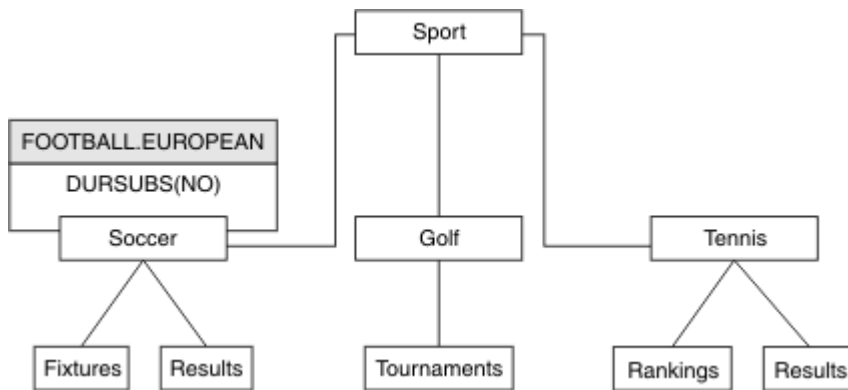 Sport
FOOTBALL.EUROPEAN
DURSUBS(NO)
Soccer
Golf
Tennis
Fixtures
Results
Tournaments
Rankings
Results